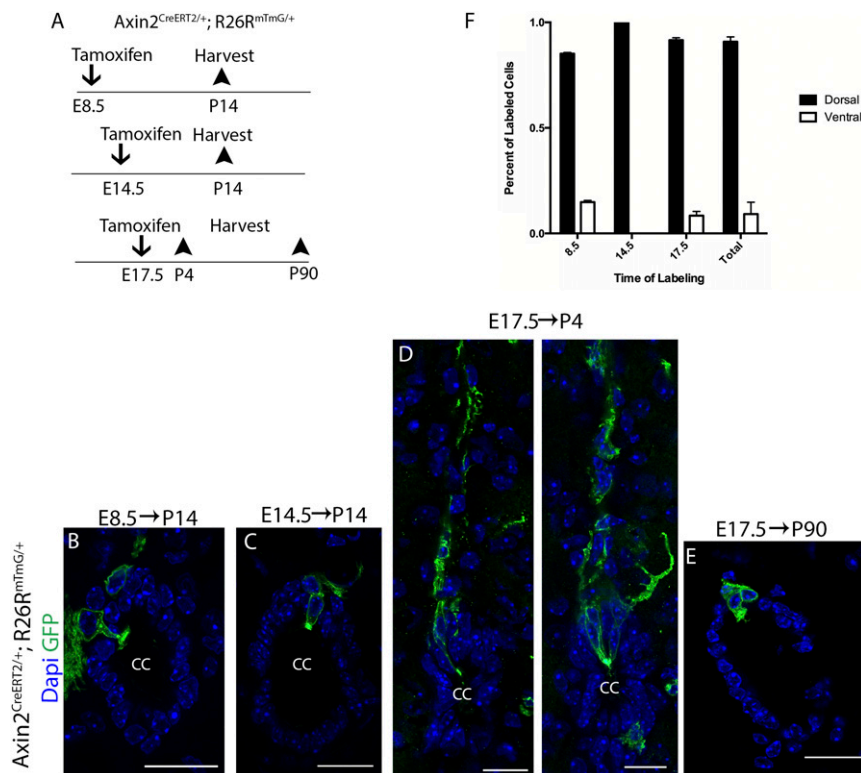 A
Axin2CreERT2/+; R26RmTmG/+
Tamoxifen Harvest
E8.5 P14
Tamoxifen Harvest
E14.5 P14
Tamoxifen Harvest
E17.5 P4 P90
F
Percent of Labeled Cells
1.0
0.5
0.0
8.5 14.5 17.5 Total
Time of Labeling
Dorsal
Ventral
E17.5→P4
D
E8.5→P14
E14.5→P14
E17.5→P90
B
C
E
Axin2CreERT2/+; R26RmTmG/+
Dapi GFP
CC
CC
CC
CC